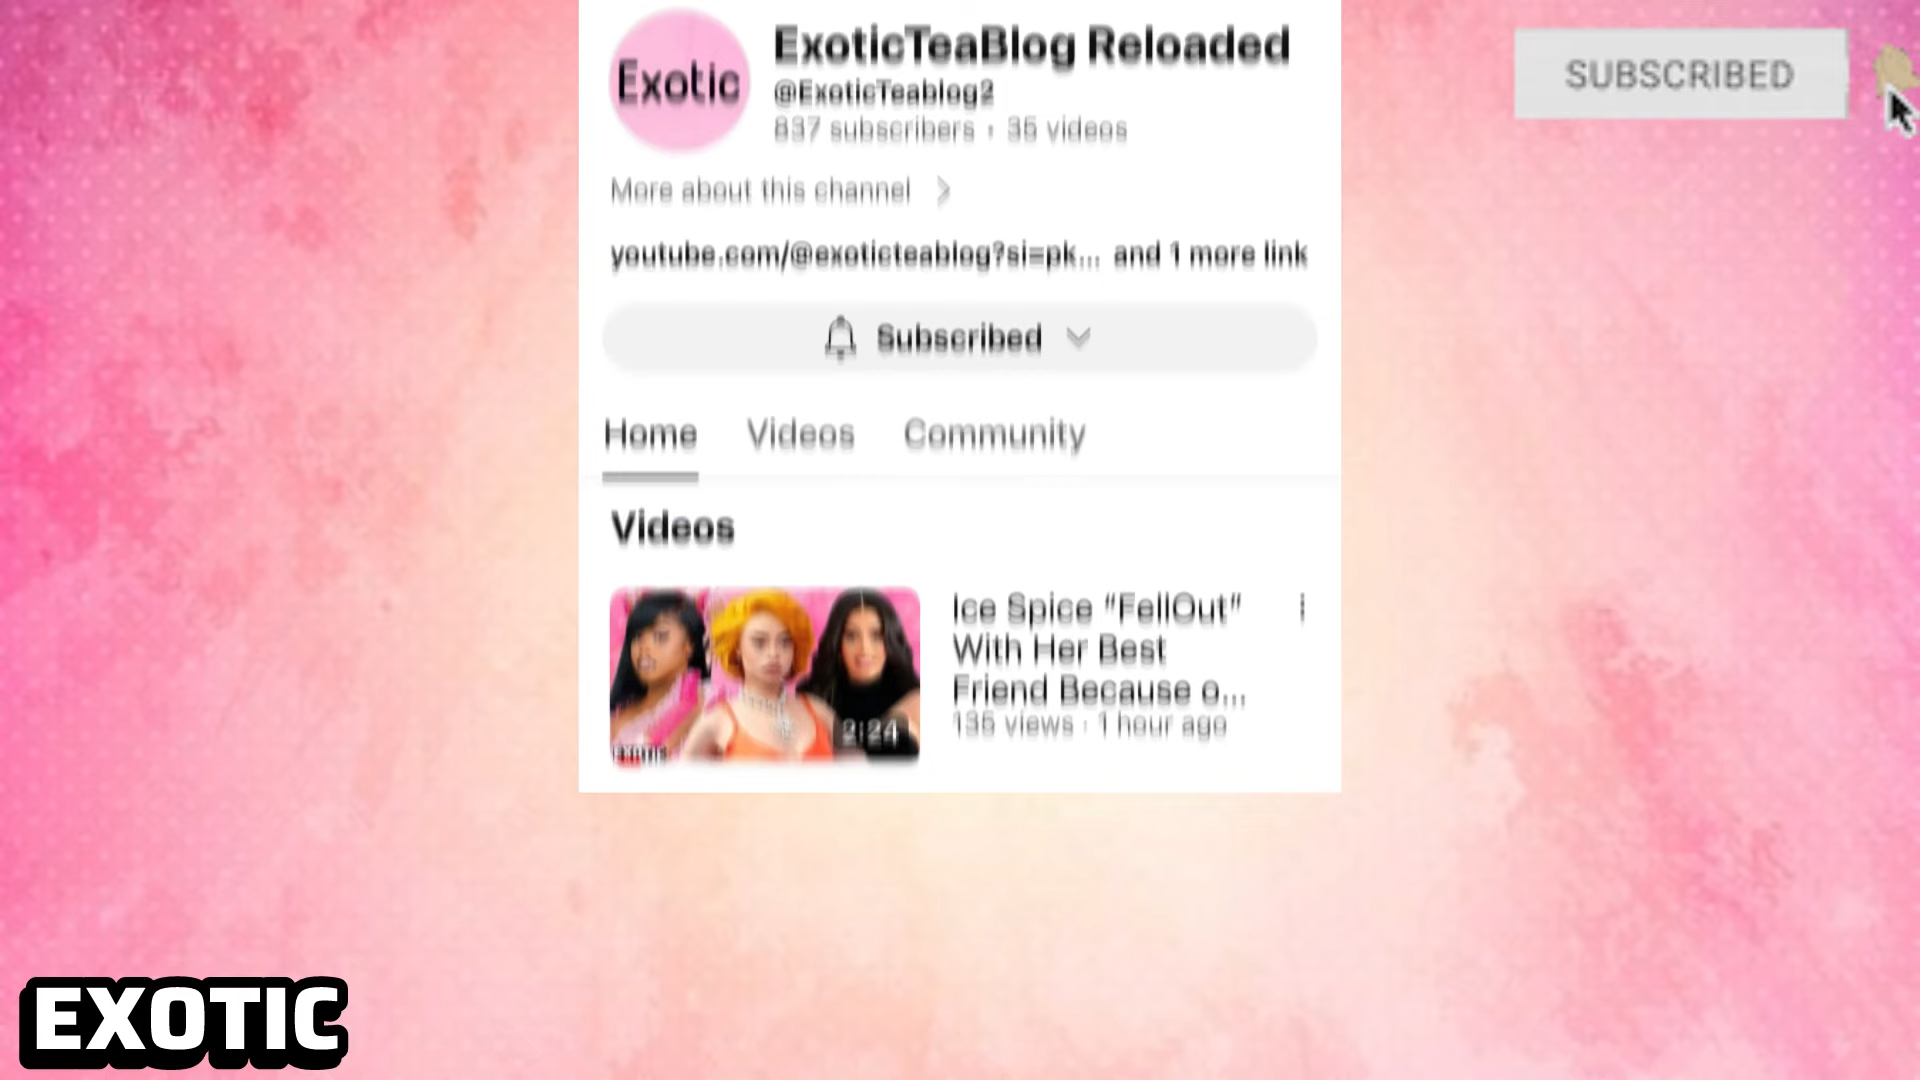 Exotic
ExoticTeaBlog Reloaded
@ExoticTeablog2
837 subscribers · 35 videos
More about this channel >
youtube.com/@exoticteablog?si=pk... and 1 more link
Subscribed
Home Videos Community
Videos
Ice Spice “FellOut”
With Her Best
Friend Because o...
135 views · 1 hour ago
2:24
EXOTIC
SUBSCRIBED
EXOTIC